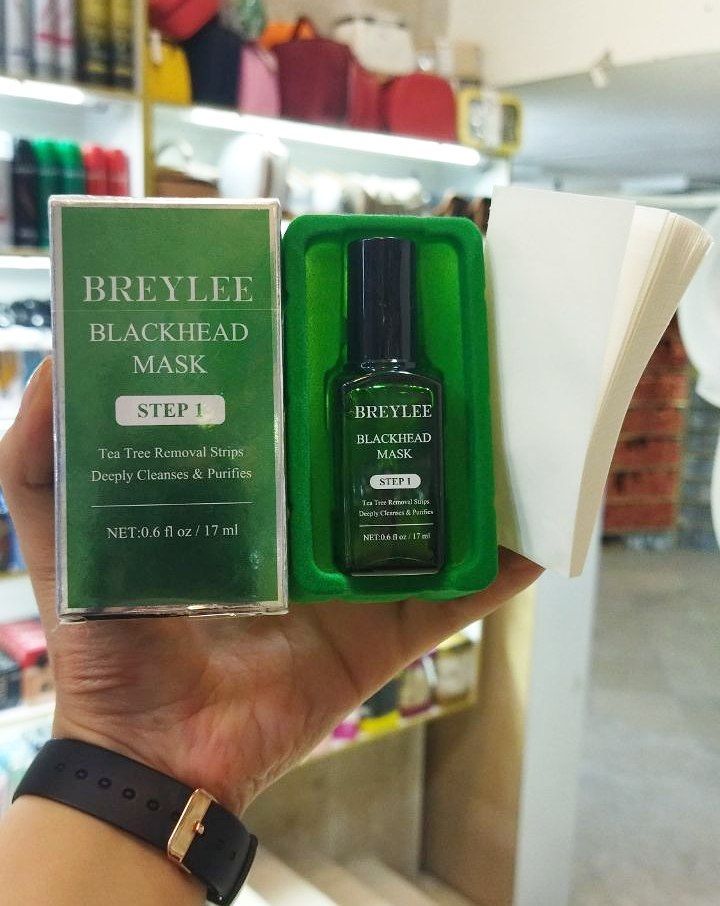 BREYLEE
BLACKHEAD
MASK
STEP 1
Tea Tree Removal Strips
Deeply Cleanses & Purifies
NET:0.6 fl oz / 17 ml
BREYLEE
BLACKHEAD
MASK
STEP 1
Tea Tree Removal Strips
Deeply Cleanses & Purifies
NET:0.6 fl oz / 17 ml